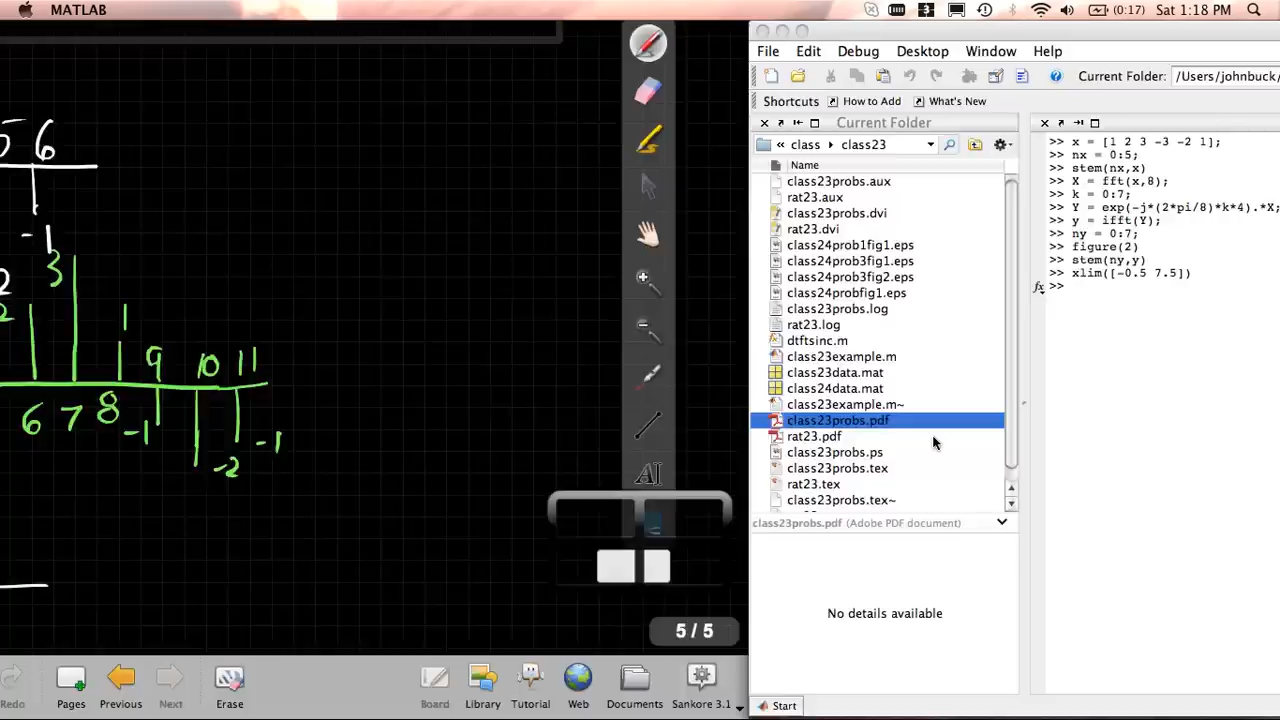 MATLAB
(0:17) Sat 1:18 PM
File Edit Debug Desktop Window Help
Current Folder: /Users/johnbuck/
Shortcuts How to Add What's New
Current Folder
« class class23
Name
class23probs.aux
rat23.aux
class23probs.dvi
rat23.dvi
class24prob1fig1.eps
class24prob3fig1.eps
class24prob3fig2.eps
class24probfig1.eps
class23probs.log
rat23.log
dtftsinc.m
class23example.m
class23data.mat
class24data.mat
class23example.m~
class23probs.pdf
rat23.pdf
class23probs.ps
class23probs.tex
rat23.tex
class23probs.tex~
class23probs.pdf (Adobe PDF document)
No details available
Start
>> x = [1 2 3 -3 -2 1];
>> nx = 0:5;
>> stem(nx,x)
>> X = fft(x,8);
>> k = 0:7;
>> Y = exp(-j*(2*pi/8)*k*4).*X;
>> y = ifft(Y);
>> ny = 0:7;
>> figure(2)
>> stem(ny,y)
>> xlim([-0.5 7.5])
fx >>
5 6
-1
3
2
2 1
9 10 11
6 7 8 -1
-2 -1
AI
5 / 5
Redo Pages Previous Next Erase Board Library Tutorial Web Documents Sankore 3.1